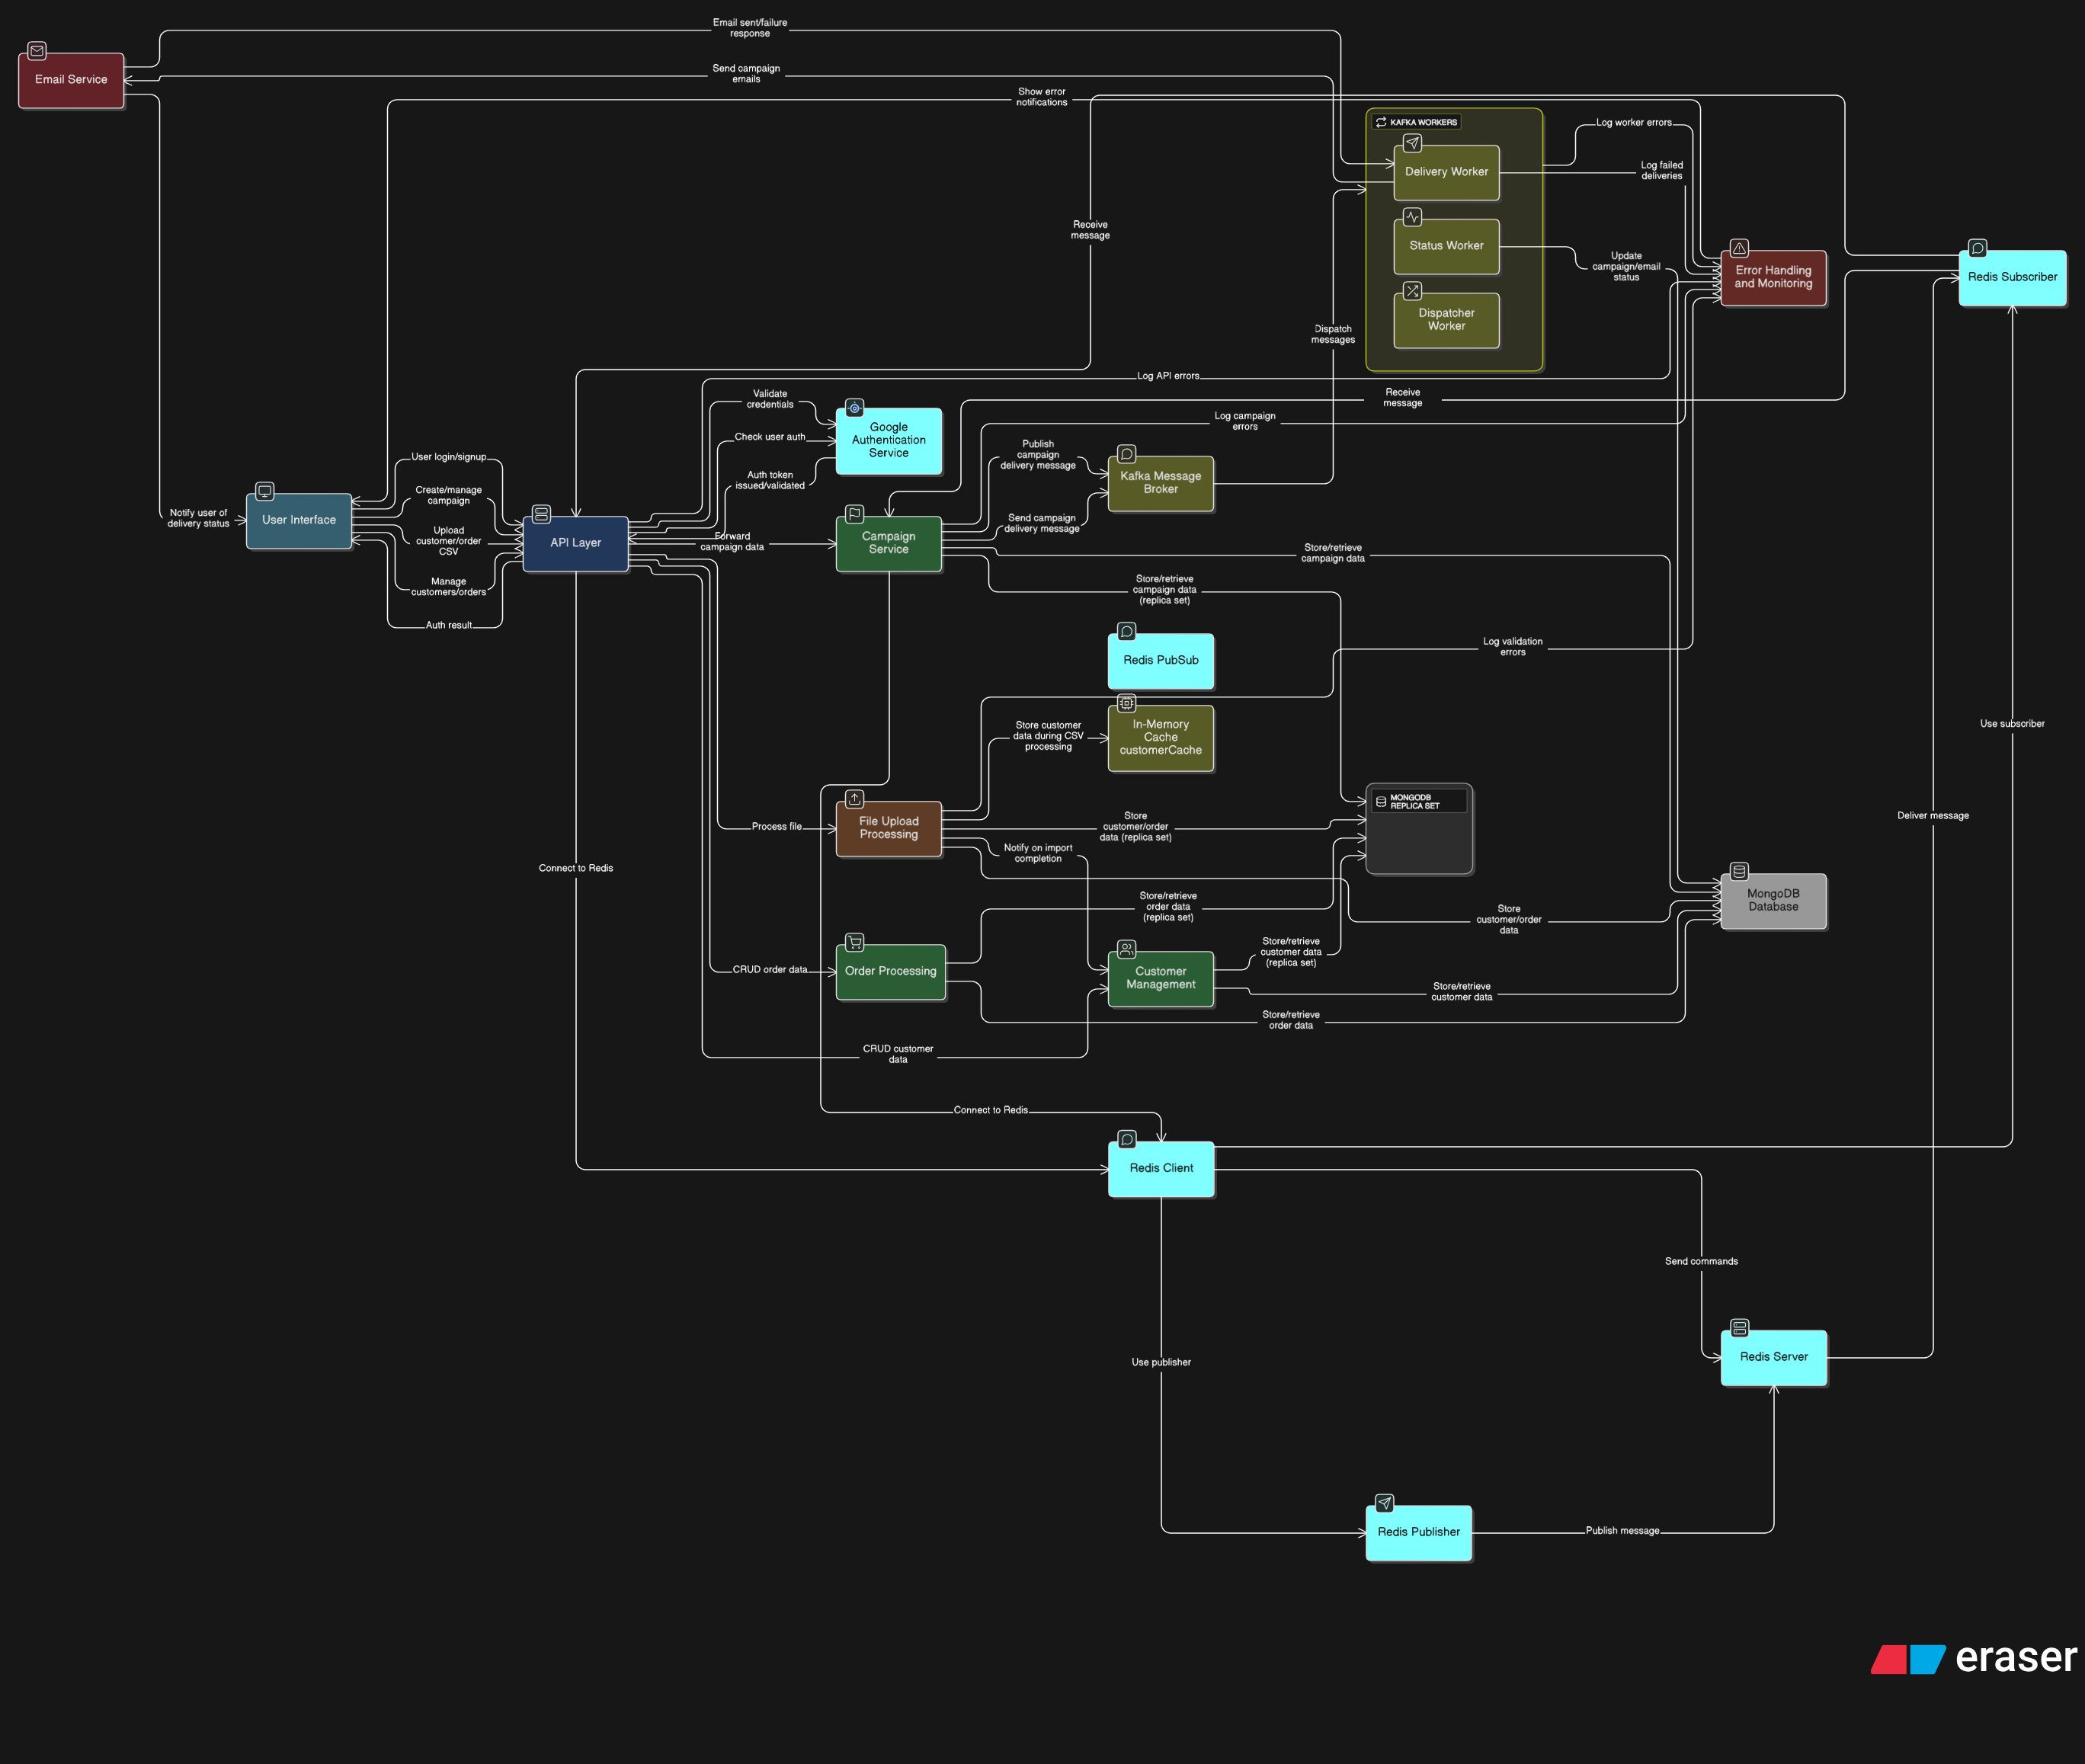 Email sent/failure
response
Email Service
Send campaign
emails
Show error
notifications
KAFKA WORKERS
Log worker errors
Delivery Worker
Log failed
deliveries
Receive
message
Status Worker
Update
campaign/email
status
Error Handling
and Monitoring
Redis Subscriber
Dispatcher
Worker
Dispatch
messages
Log API errors
Validate
credentials
Receive
message
Google
Authentication
Service
Log campaign
errors
Check user auth
Publish
campaign
delivery message
User login/signup
Auth token
issued/validated
Kafka Message
Broker
Create/manage
campaign
Notify user of
delivery status
User Interface
Send campaign
delivery message
Upload
customer/order
CSV
API Layer
Forward
campaign data
Campaign
Service
Store/retrieve
campaign data
Manage
customers/orders
Store/retrieve
campaign data
(replica set)
Auth result
Log validation
errors
Redis PubSub
Store customer
data during CSV
processing
In-Memory
Cache
customerCache
Use subscriber
MONGODB
REPLICA SET
Process file
File Upload
Processing
Store
customer/order
data (replica set)
Deliver message
Notify on import
completion
Connect to Redis
Store/retrieve
order data
(replica set)
MongoDB
Database
Store
customer/order
data
CRUD order data
Order Processing
Customer
Management
Store/retrieve
customer data
(replica set)
Store/retrieve
customer data
Store/retrieve
order data
CRUD customer
data
Connect to Redis
Redis Client
Send commands
Use publisher
Redis Server
Redis Publisher
Publish message
eraser